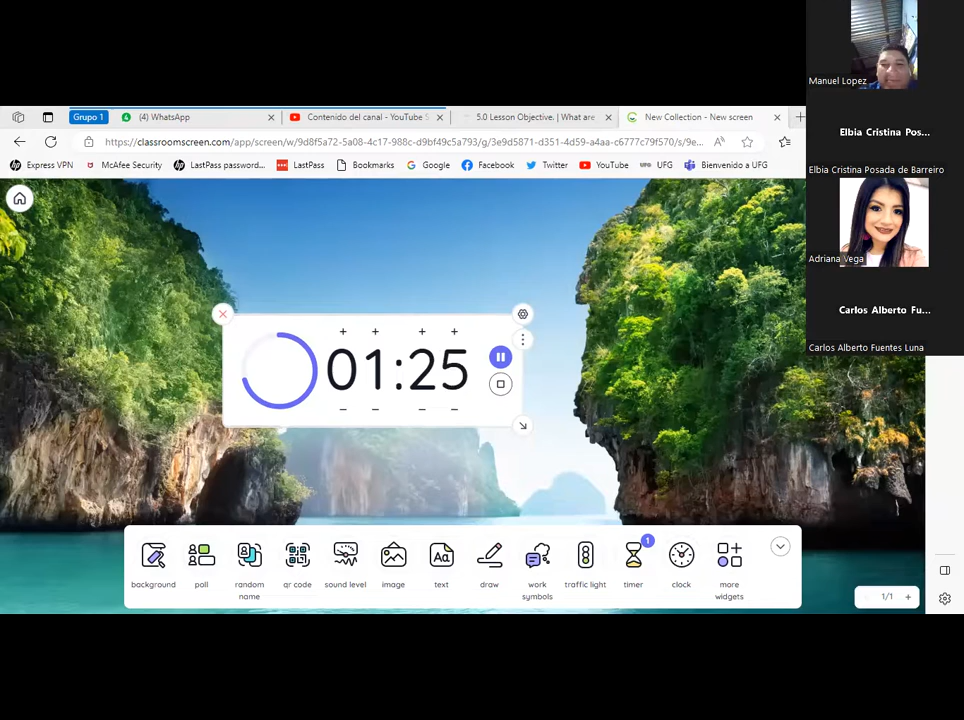 Grupo 1
(4) WhatsApp
Contenido del canal - YouTube S
5.0 Lesson Objective. | What are
New Collection - New screen
https://classroomscreen.com/app/screen/w/9d8f5a72-5a08-4c17-988c-d9bf49c5a793/g/3e9d5871-d351-4d59-a4aa-c6777c79f570/s/9e...
Express VPN
McAfee Security
LastPass password...
LastPass
Bookmarks
Google
Facebook
Twitter
YouTube
UFG
Bienvenido a UFG
Manuel Lopez
Elbia Cristina Pos...
Elbia Cristina Posada de Barreiro
Adriana Vega
Carlos Alberto Fu...
Carlos Alberto Fuentes Luna
01:25
background
poll
random name
qr code
sound level
image
text
draw
work symbols
traffic light
1
timer
clock
more widgets
1/1